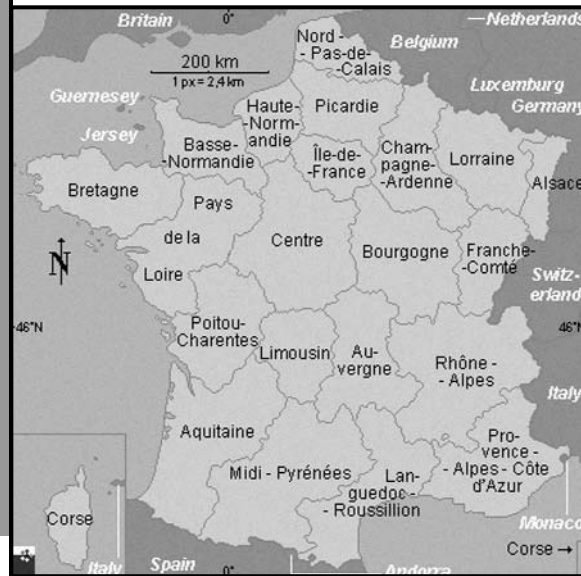 Britain
0°
Netherlands
Nord -
- Pas-de-
- Calais
Belgium
200 km
1 px = 2,4 km
Luxemburg
Germany
Guernesey
Haute-
-Norm-
andie
Picardie
Jersey
Basse-
-Normandie
Île-de-
-France
Cham-
pagne-
-Ardenne
Lorraine
Alsace
Bretagne
Pays
de la
Loire
Centre
Bourgogne
Franche-
-Comté
N
Switz-
erland
46°N
Poitou-
Charentes
Limousin
Au-
vergne
Rhône -
- Alpes
46°N
Italy
Aquitaine
Midi - Pyrénées
Lan-
guedoc -
- Roussillion
Pro-
vence -
- Alpes - Côte
d'Azur
Monaco
Corse
Corse →
Italy
Spain
0°
Andorra